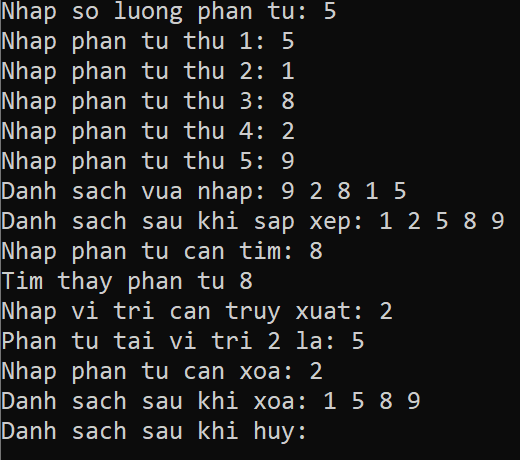 Nhap so luong phan tu: 5
Nhap phan tu thu 1: 5
Nhap phan tu thu 2: 1
Nhap phan tu thu 3: 8
Nhap phan tu thu 4: 2
Nhap phan tu thu 5: 9
Danh sach vua nhap: 9 2 8 1 5
Danh sach sau khi sap xep: 1 2 5 8 9
Nhap phan tu can tim: 8
Tim thay phan tu 8
Nhap vi tri can truy xuat: 2
Phan tu tai vi tri 2 la: 5
Nhap phan tu can xoa: 2
Danh sach sau khi xoa: 1 5 8 9
Danh sach sau khi huy: